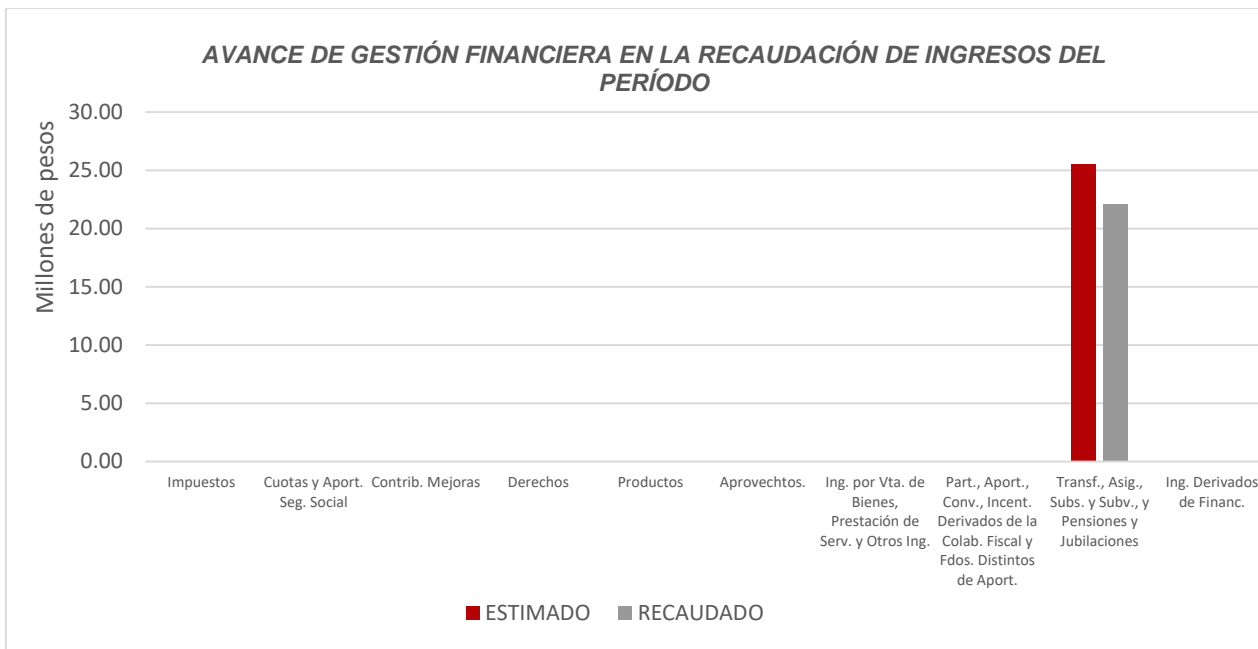 AVANCE DE GESTIÓN FINANCIERA EN LA RECAUDACIÓN DE INGRESOS DEL
PERÍODO
Millones de pesos
30.00
25.00
20.00
15.00
10.00
5.00
0.00
Impuestos
Cuotas y Aport.
Seg. Social
Contrib. Mejoras
Derechos
Productos
Aprovechtos.
Ing. por Vta. de
Bienes,
Prestación de
Serv. y Otros Ing.
Part., Aport.,
Conv., Incent.
Derivados de la
Colab. Fiscal y
Fdos. Distintos
de Aport.
Transf., Asig.,
Subs. y Subv., y
Pensiones y
Jubilaciones
Ing. Derivados
de Financ.
ESTIMADO
RECAUDADO